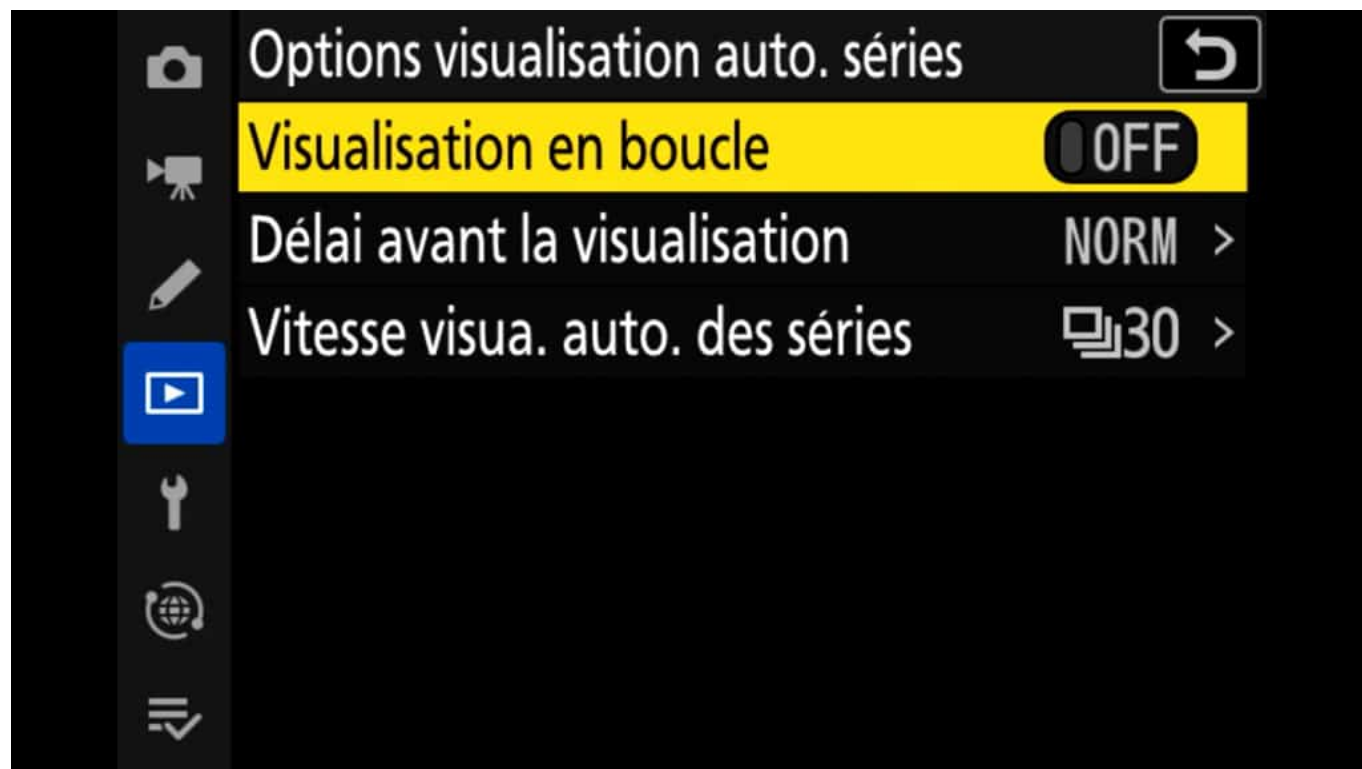 Options visualisation auto. séries
Visualisation en boucle OFF
Délai avant la visualisation NORM >
Vitesse visua. auto. des séries 30 >